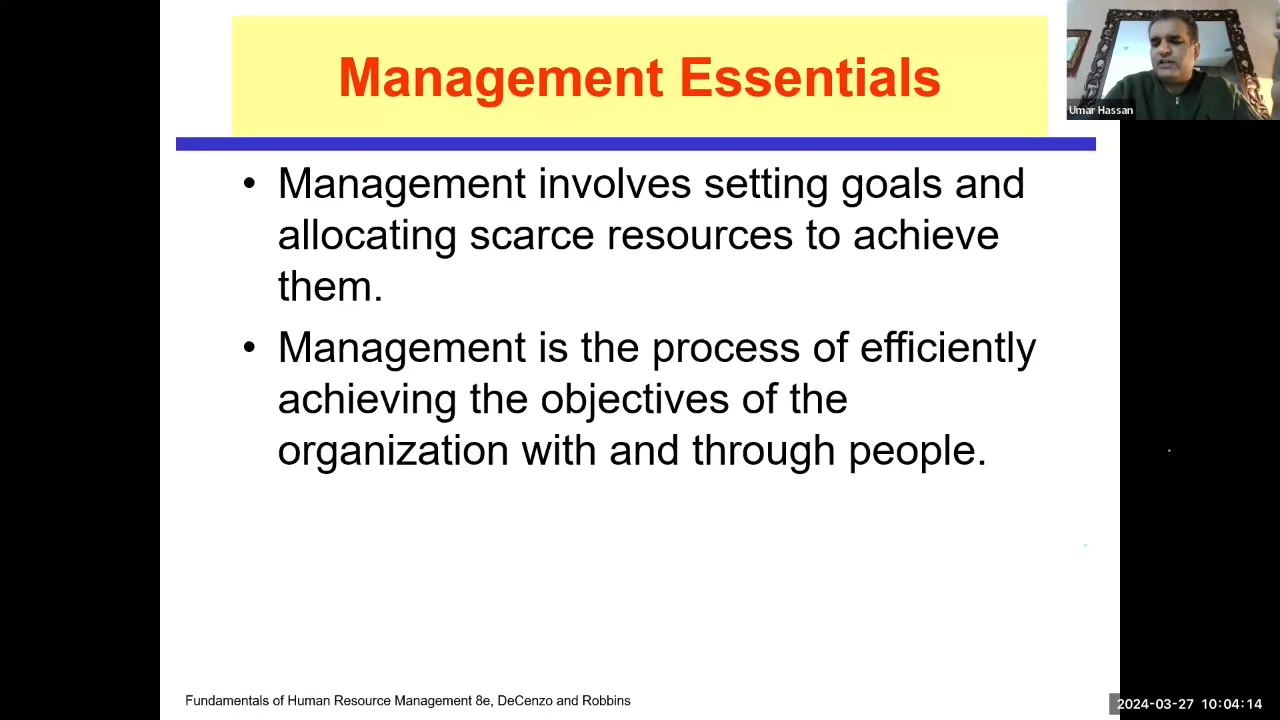 Management Essentials
Umar Hassan
• Management involves setting goals and
allocating scarce resources to achieve
them.
• Management is the process of efficiently
achieving the objectives of the
organization with and through people.
Fundamentals of Human Resource Management 8e, DeCenzo and Robbins
2024-03-27 10:04:14